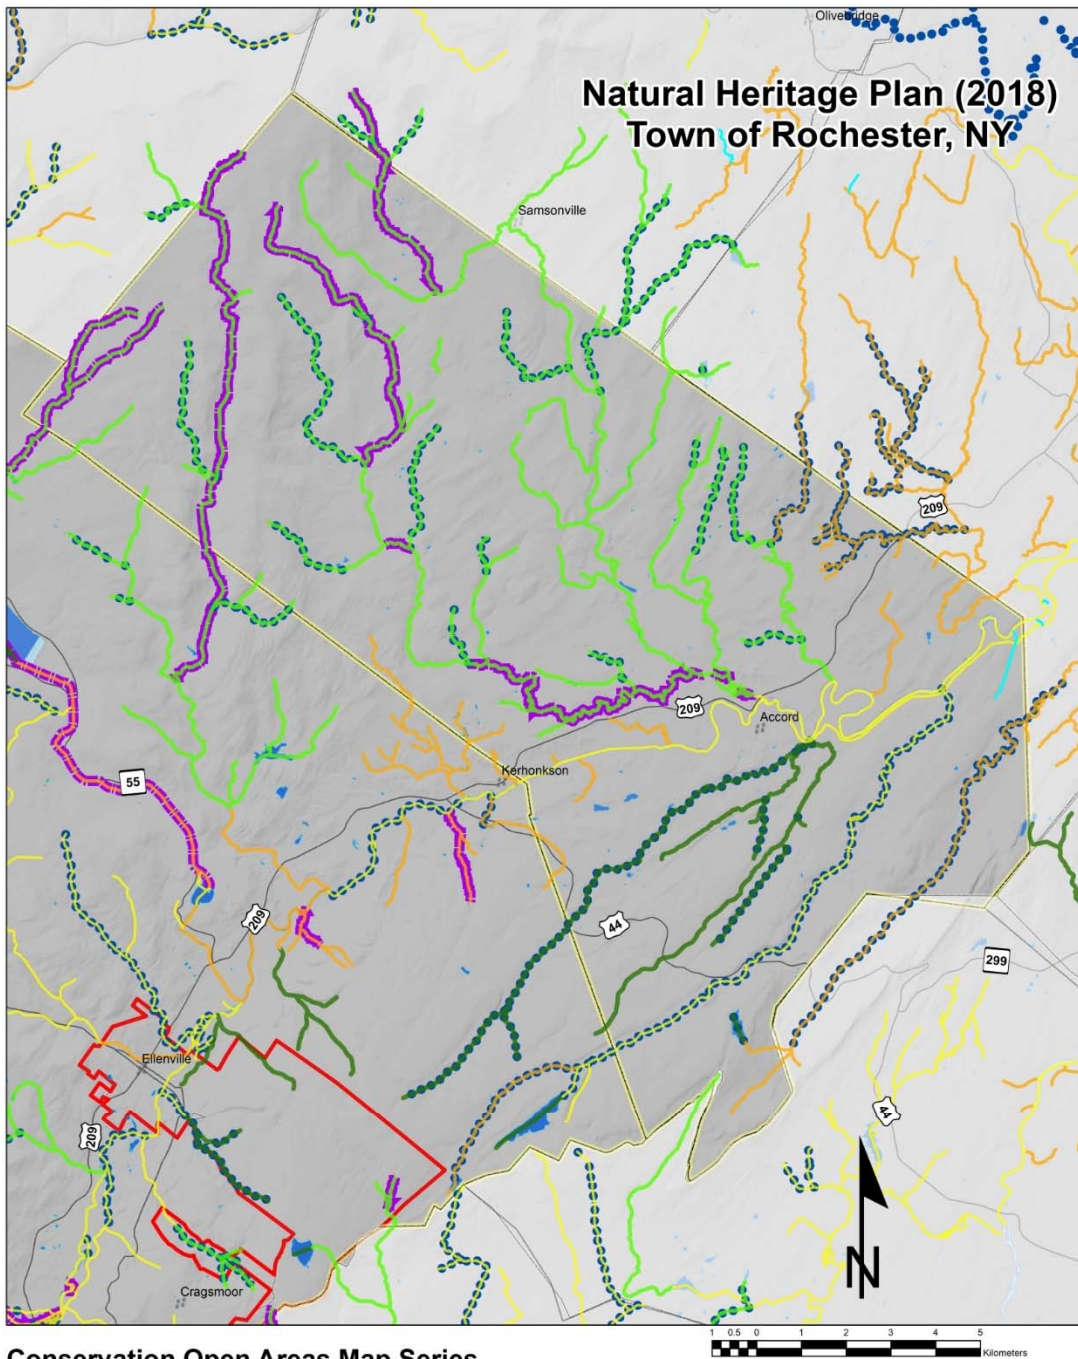 Olivebridge
Natural Heritage Plan (2018)
Town of Rochester, NY
Samsonville
209
209
Accord
55
Kerhonkson
209
44
299
Ellenville
44
209
N
Cragsmoor
1 0.5 0 1 2 3 4 5
Kilometers
Conservation Open Areas Map Series